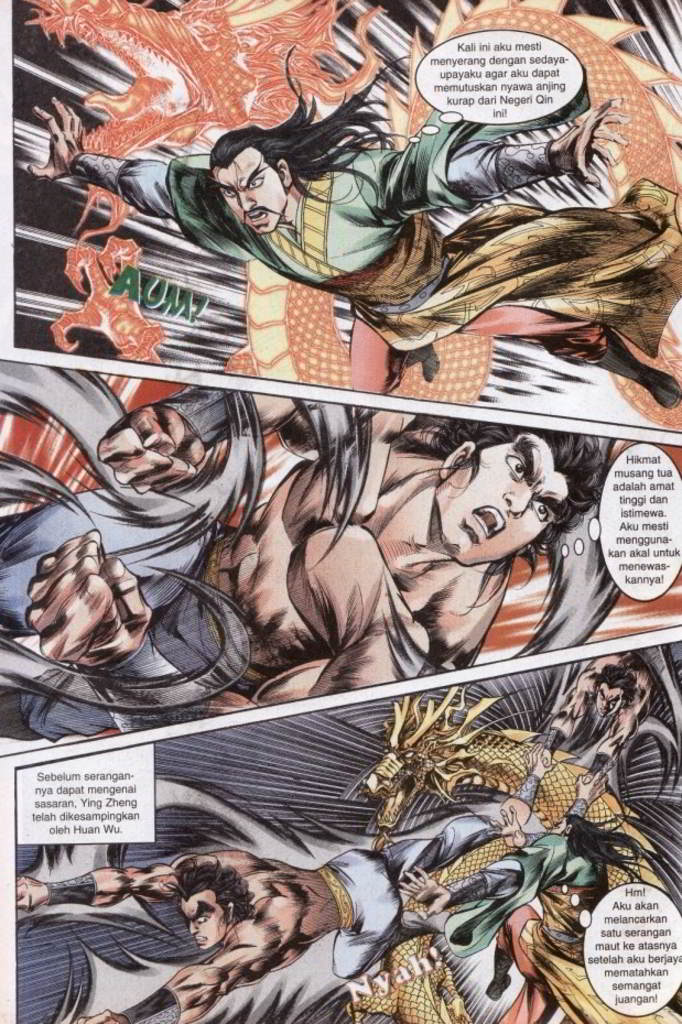 Kali ini aku mesti
menyerang dengan sedaya-
upayaku agar aku dapat
memutuskan nyawa anjing
kurap dari Negeri Qin
ini!
AUM!
Hikmat
musang tua
adalah amat
tinggi dan
istimewa.
Aku mesti
mengguna-
kan akal untuk
menewas-
kannya!
Sebelum serangan-
nya dapat mengenai
sasaran, Ying Zheng
telah dikesampingkan
oleh Huan Wu.
Hm!
Aku akan
melancarkan
satu serangan
maut ke atasnya
setelah aku berjaya
mematahkan
semangat
juangan!
Nyah!